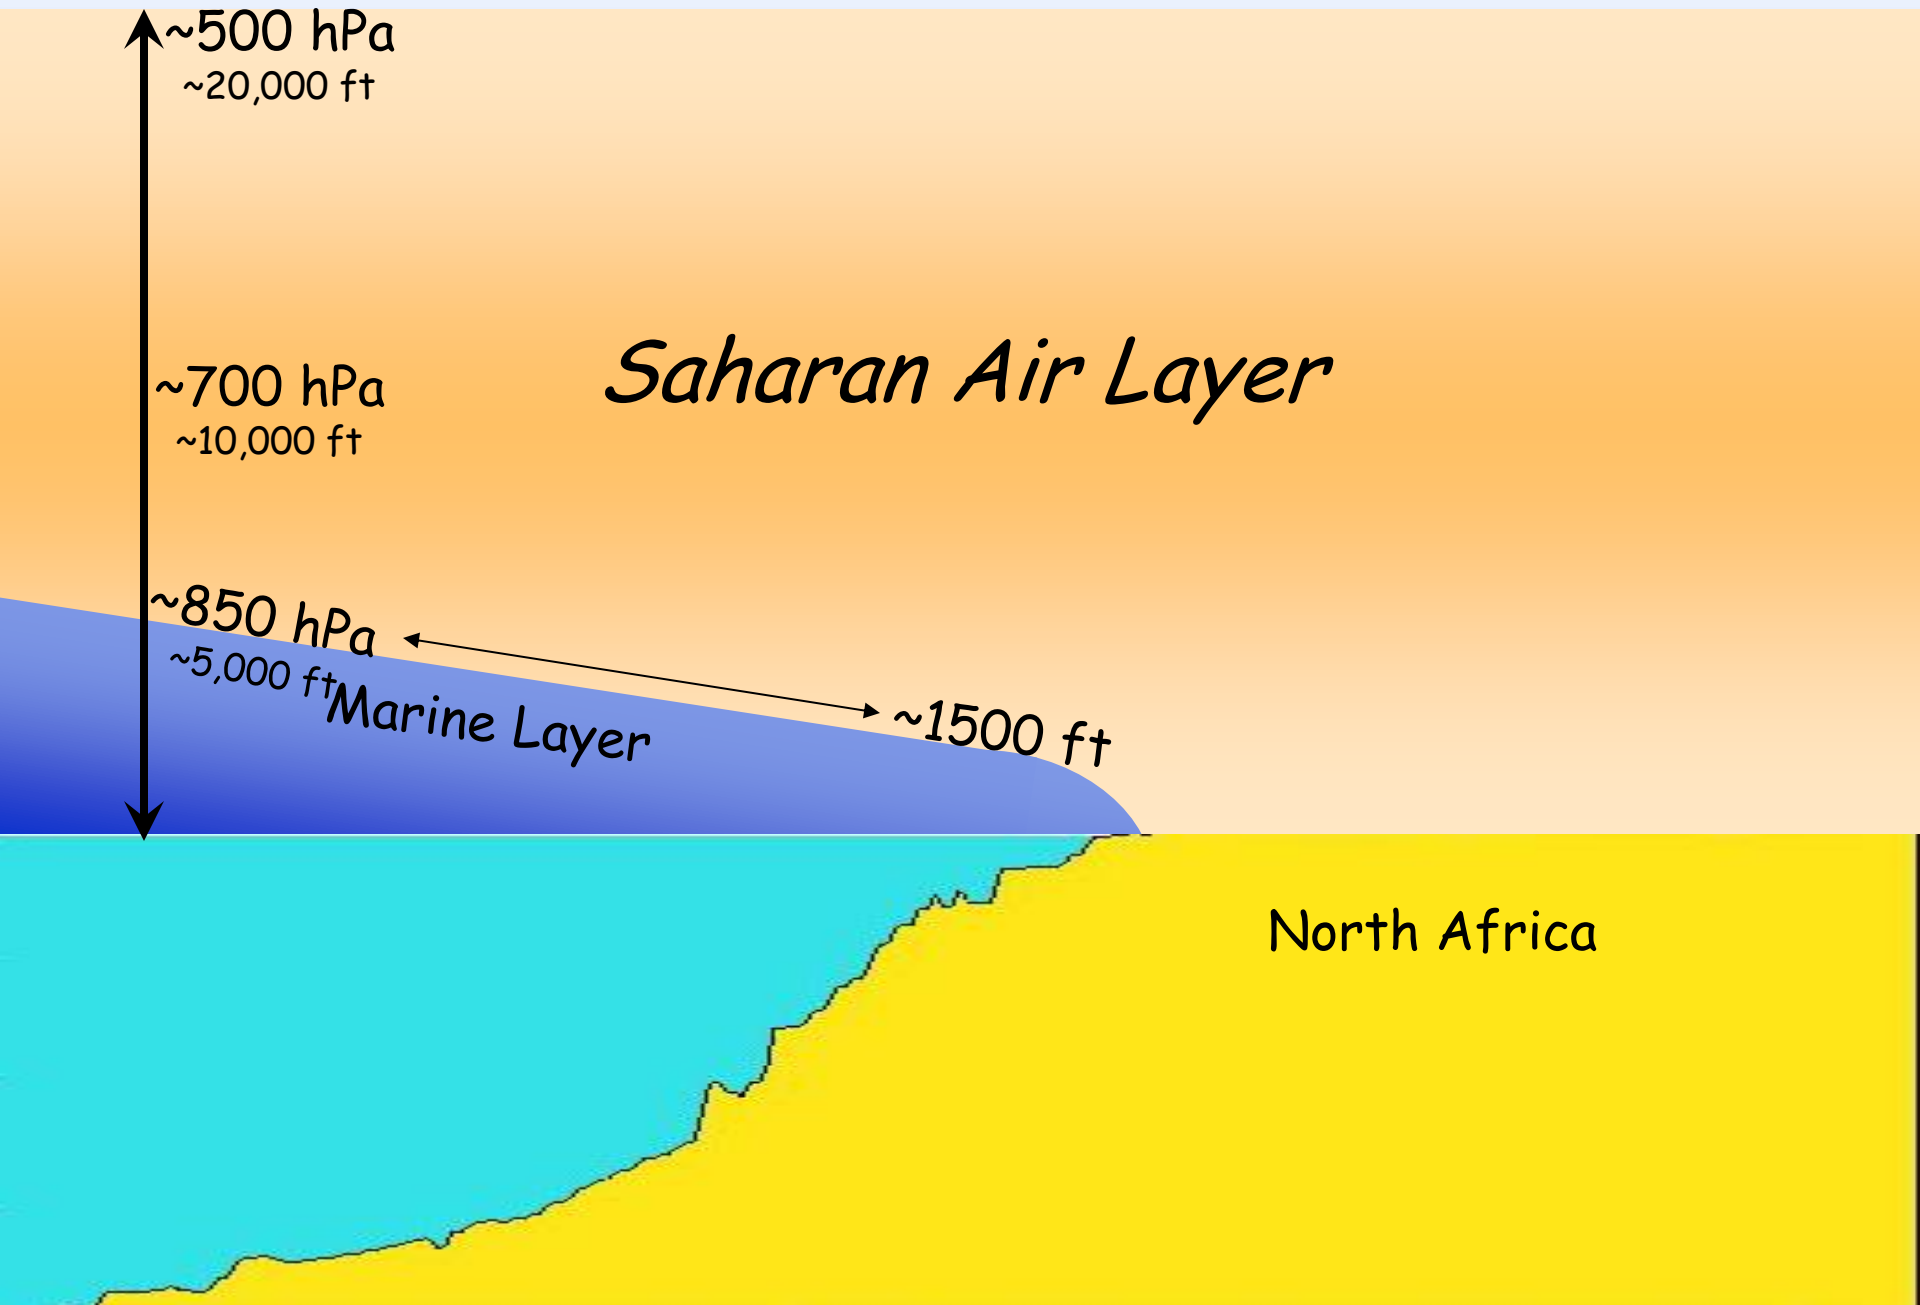 ~500 hPa
~20,000 ft
Saharan Air Layer
~700 hPa
~10,000 ft
~850 hPa
~5,000 ft
Marine Layer
~1500 ft
North Africa